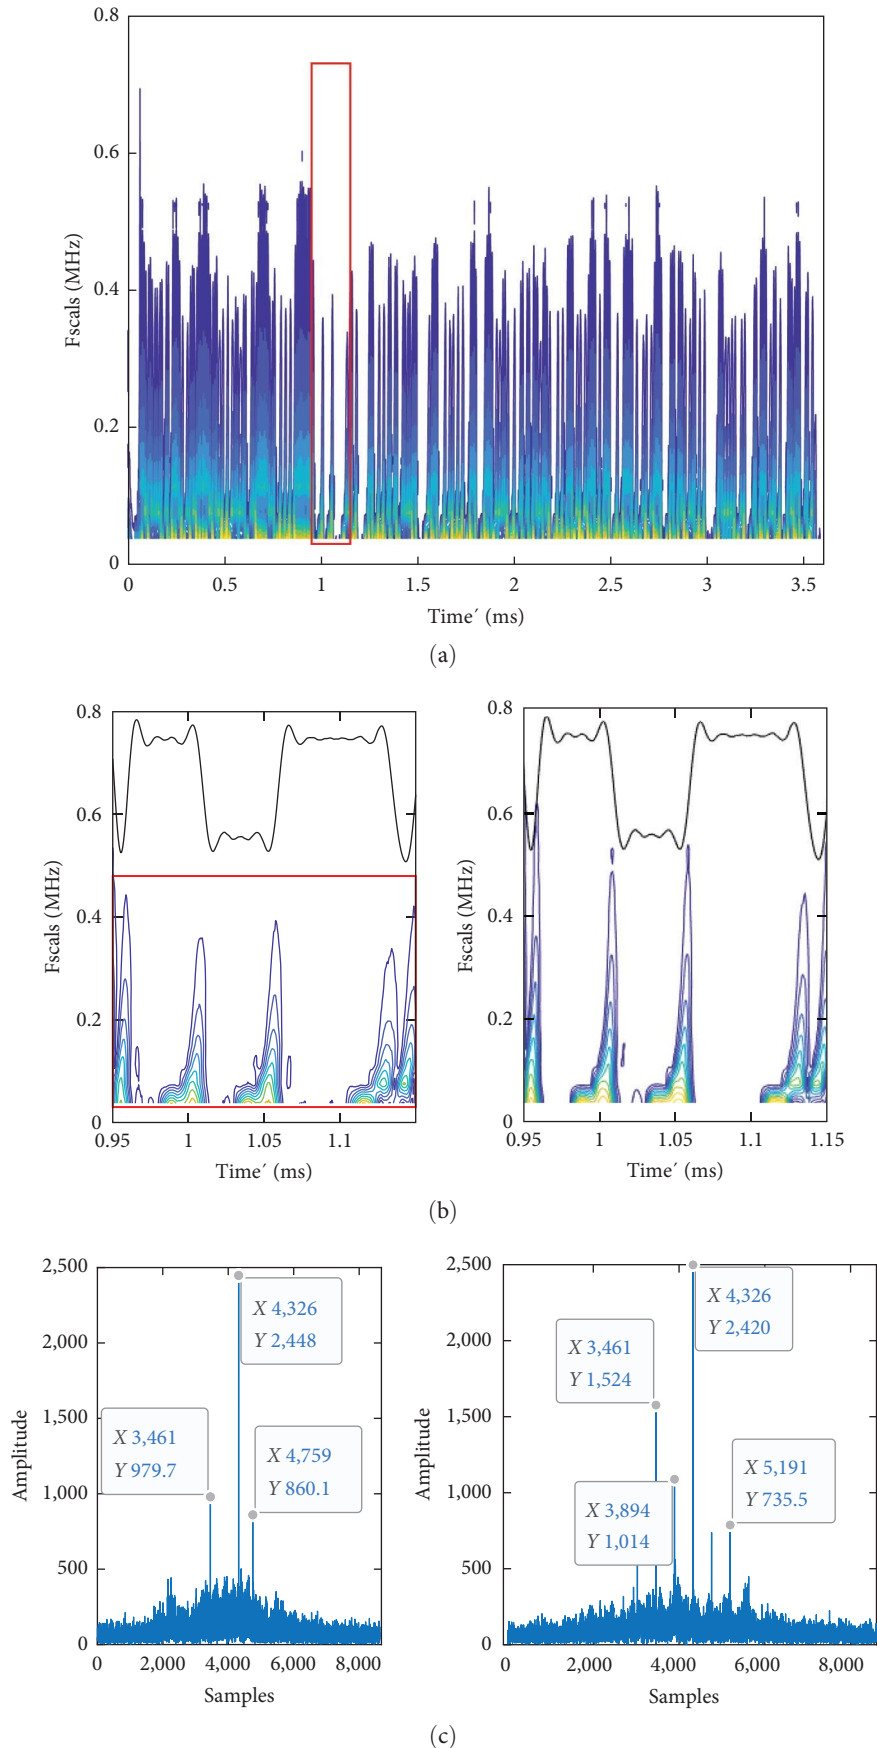 0.8
0.6
0.4
0.2
0
Fscals (MHz)
0 0.5 1 1.5 2 2.5 3 3.5
Time´ (ms)
(a)
0.8
0.6
0.4
0.2
0
Fscals (MHz)
0.95 1 1.05 1.1
Time´ (ms)
0.8
0.6
0.4
0.2
0
Fscals (MHz)
0.95 1 1.05 1.1 1.15
Time´ (ms)
(b)
2,500
2,000
1,500
1,000
500
0
Amplitude
X 4,326
Y 2,448
X 3,461
Y 979.7
X 4,759
Y 860.1
0 2,000 4,000 6,000 8,000
Samples
2,500
2,000
1,500
1,000
500
0
Amplitude
X 4,326
Y 2,420
X 3,461
Y 1,524
X 5,191
Y 735.5
X 3,894
Y 1,014
0 2,000 4,000 6,000 8,000
Samples
(c)